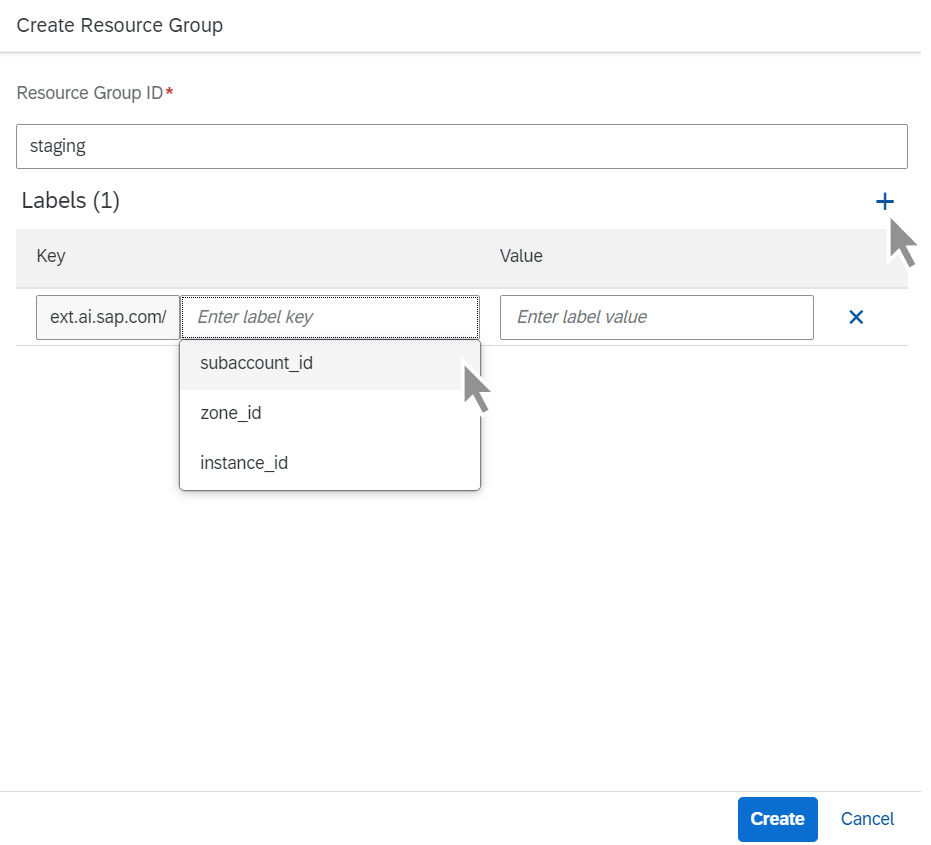 Create Resource Group
Resource Group ID*
staging
Labels (1)
Key Value
ext.ai.sap.com/ Enter label key Enter label value
subaccount_id
zone_id
instance_id
Create Cancel